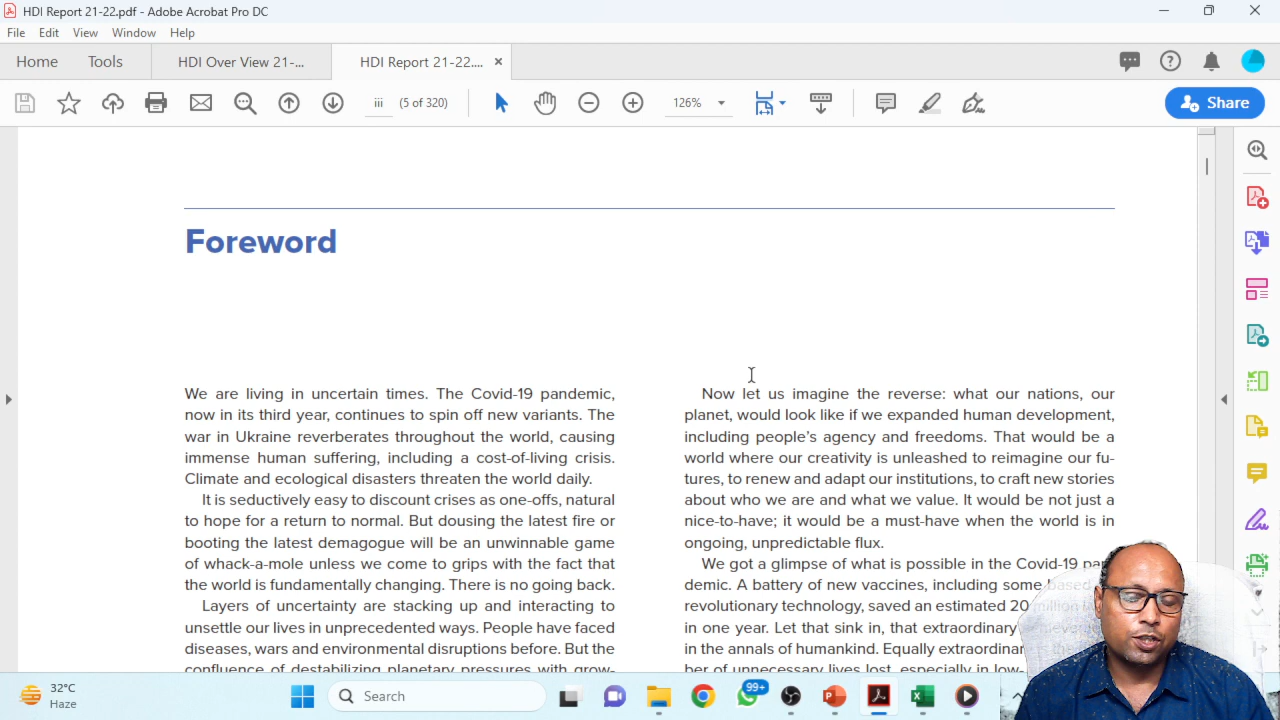 HDI Report 21-22.pdf - Adobe Acrobat Pro DC
File Edit View Window Help
Home Tools HDI Over View 21-... HDI Report 21-22....
iii (5 of 320) 126% Share
Foreword
We are living in uncertain times. The Covid-19 pandemic,
now in its third year, continues to spin off new variants. The
war in Ukraine reverberates throughout the world, causing
immense human suffering, including a cost-of-living crisis.
Climate and ecological disasters threaten the world daily.
It is seductively easy to discount crises as one-offs, natural
to hope for a return to normal. But dousing the latest fire or
booting the latest demagogue will be an unwinnable game
of whack-a-mole unless we come to grips with the fact that
the world is fundamentally changing. There is no going back.
Layers of uncertainty are stacking up and interacting to
unsettle our lives in unprecedented ways. People have faced
diseases, wars and environmental disruptions before. But the
confluence of destabilizing planetary pressures with grow-
Now let us imagine the reverse: what our nations, our
planet, would look like if we expanded human development,
including people's agency and freedoms. That would be a
world where our creativity is unleashed to reimagine our fu-
tures, to renew and adapt our institutions, to craft new stories
about who we are and what we value. It would be not just a
nice-to-have; it would be a must-have when the world is in
ongoing, unpredictable flux.
We got a glimpse of what is possible in the Covid-19 pan
demic. A battery of new vaccines, including some based
revolutionary technology, saved an estimated 20 million
in one year. Let that sink in, that extraordinary
in the annals of humankind. Equally extraordinary
ber of unnecessary lives lost, especially in low-
32°C
Haze
Search
99+